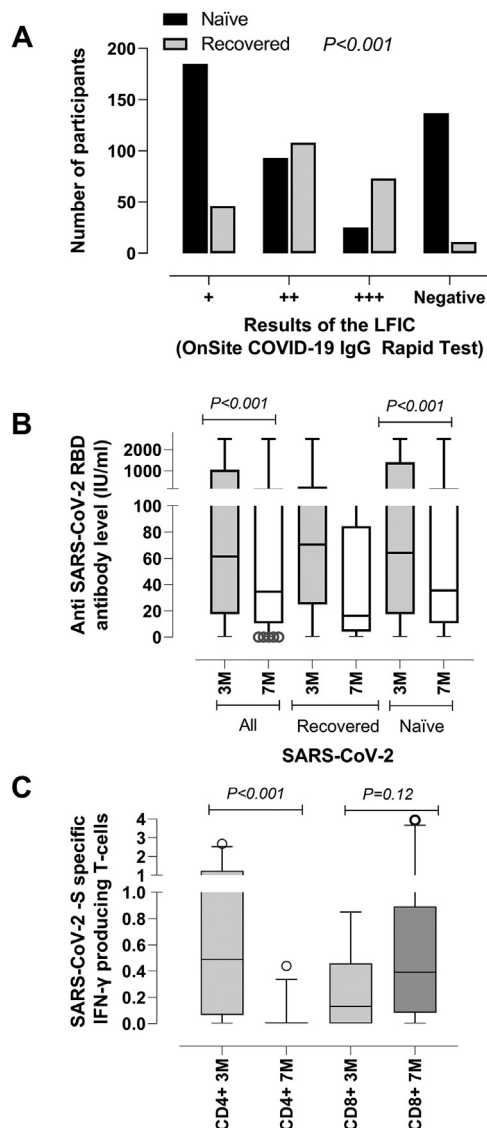 A
Naïve
Recovered
P<0.001
Number of participants
200
150
100
50
0
+ ++ +++ Negative
Results of the LFIC
(OnSite COVID-19 IgG Rapid Test)
B
P<0.001 P<0.001
Anti SARS-CoV-2 RBD
antibody level (IU/ml)
2000
1000
100
80
60
40
20
0
3M 7M 3M 7M 3M 7M
All Recovered Naïve
SARS-CoV-2
C
P<0.001 P=0.12
SARS-CoV-2 -S specific
IFN-γ producing T-cells
4
3
2
1
1.0
0.8
0.6
0.4
0.2
0.0
CD4+ 3M CD4+ 7M CD8+ 3M CD8+ 7M